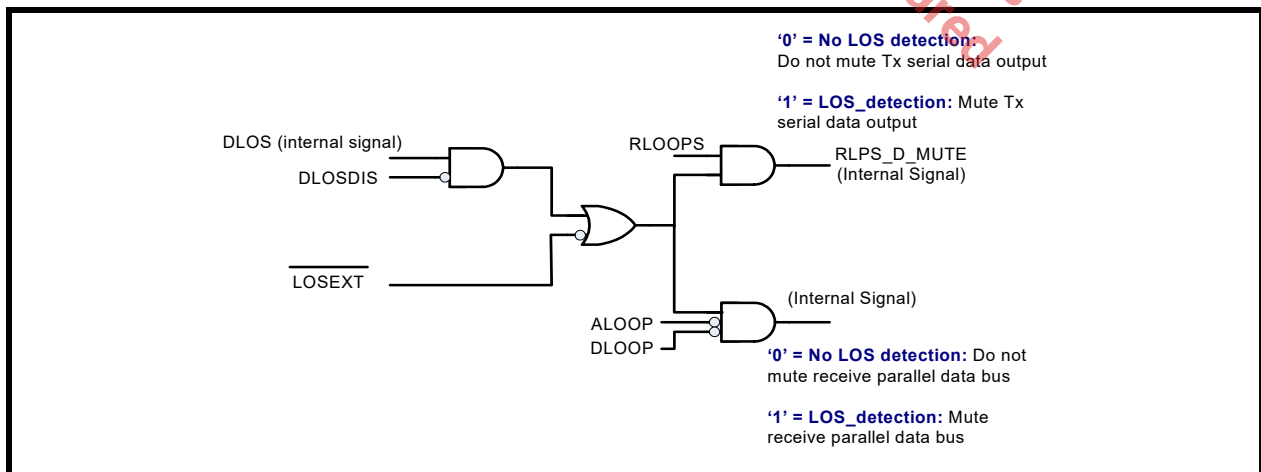 '0' = No LOS detection:
Do not mute Tx serial data output
'1' = LOS_detection: Mute Tx
serial data output
DLOS (internal signal)
DLOSDIS
RLOOPS
RLPS_D_MUTE
(Internal Signal)
LOSEXT
(Internal Signal)
ALOOP
DLOOP
'0' = No LOS detection: Do not
mute receive parallel data bus
'1' = LOS_detection: Mute
receive parallel data bus